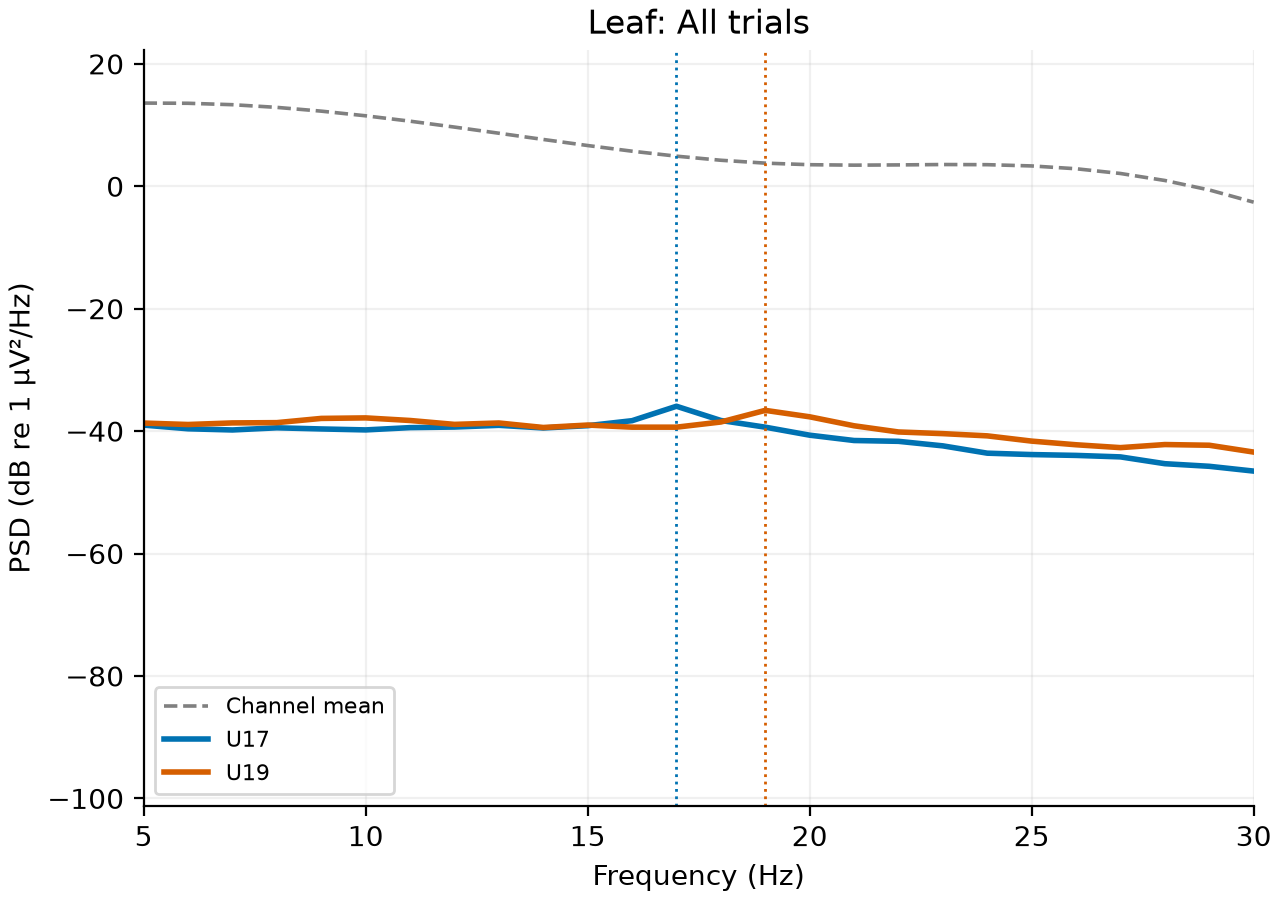 Leaf: All trials
PSD (dB re 1 µV²/Hz)
20
0
−20
−40
−60
−80
−100
Channel mean
U17
U19
5 10 15 20 25 30
Frequency (Hz)